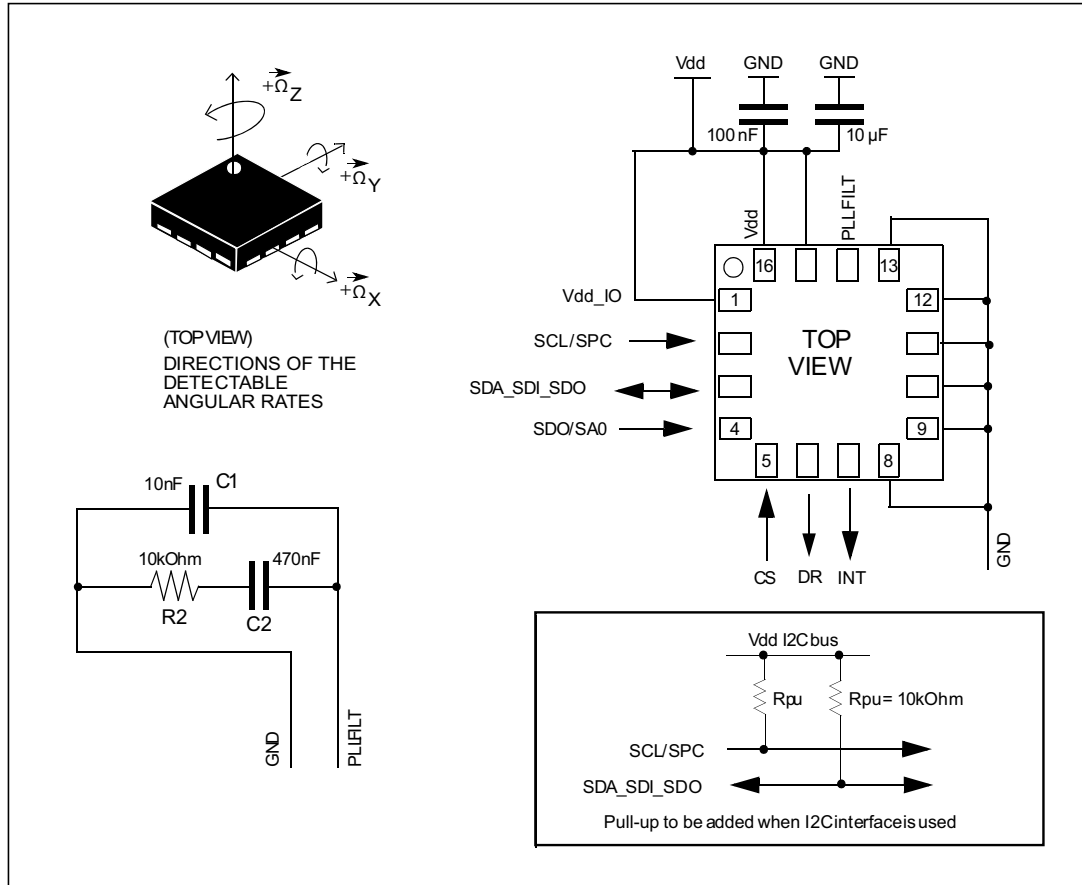 +Ω Z
+Ω Y
+Ω X
(TOP VIEW)
DIRECTIONS OF THE
DETECTABLE
ANGULAR RATES
Vdd
GND
GND
100 nF
10 µF
Vdd
PLLFILT
16
13
Vdd_IO
1
12
SCL/SPC
TOP
VIEW
SDA_SDI_SDO
SDO/SA0
4
9
5
8
CS
DR
INT
GND
10nF
C1
10kOhm
470nF
R2
C2
GND
PLLFILT
Vdd I2C bus
Rpu
Rpu= 10kOhm
SCL/SPC
SDA_SDI_SDO
Pull-up to be added when I2C interface is used